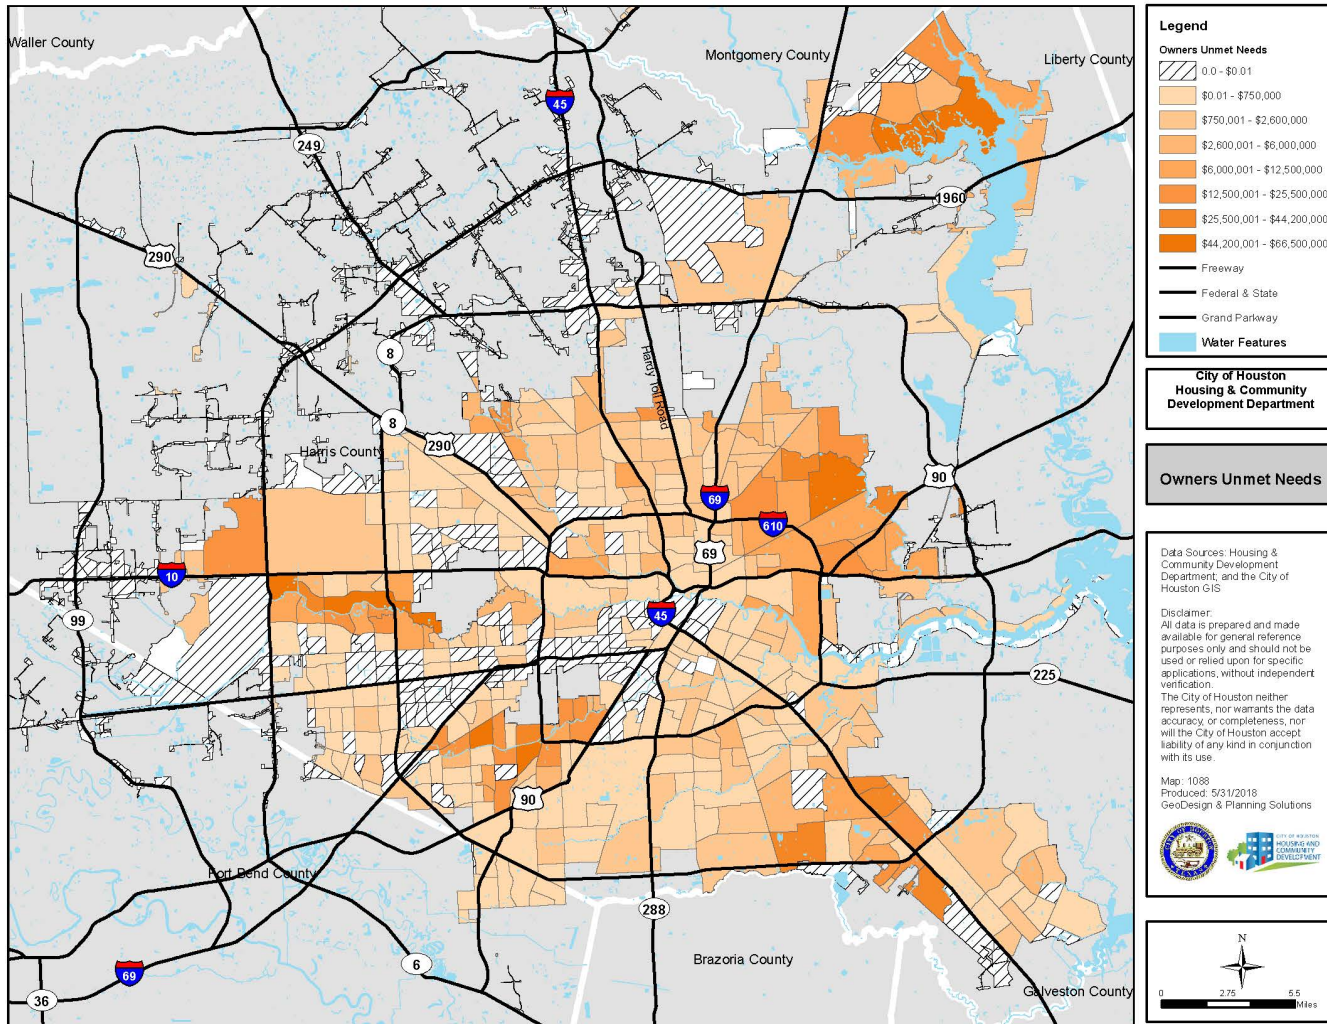 Waller County
Montgomery County
Liberty County
45
249
1960
290
8
Hardy Toll Road
8
290
Harris County
90
69
610
69
10
45
99
225
90
Fort Bend County
288
6
Brazoria County
69
36
Galveston County
Legend
Owners Unmet Needs
0.0 - $0.01
$0.01 - $750,000
$750,001 - $2,600,000
$2,600,001 - $6,000,000
$6,000,001 - $12,500,000
$12,500,001 - $25,500,000
$25,500,001 - $44,200,000
$44,200,001 - $66,500,000
Freeway
Federal & State
Grand Parkway
Water Features
City of Houston
Housing & Community
Development Department
Owners Unmet Needs
Data Sources: Housing &
Community Development
Department; and the City of
Houston GIS
Disclaimer:
All data is prepared and made
available for general reference
purposes only and should not be
used or relied upon for specific
applications, without independent
verification.
The City of Houston neither
represents, nor warrants the data
accuracy, or completeness, nor
will the City of Houston accept
liability of any kind in conjunction
with its use.
Map: 1088
Produced: 5/31/2018
GeoDesign & Planning Solutions
CITY OF HOUSTON
HOUSING AND
COMMUNITY
DEVELOPMENT
N
0 2.75 5.5
Miles